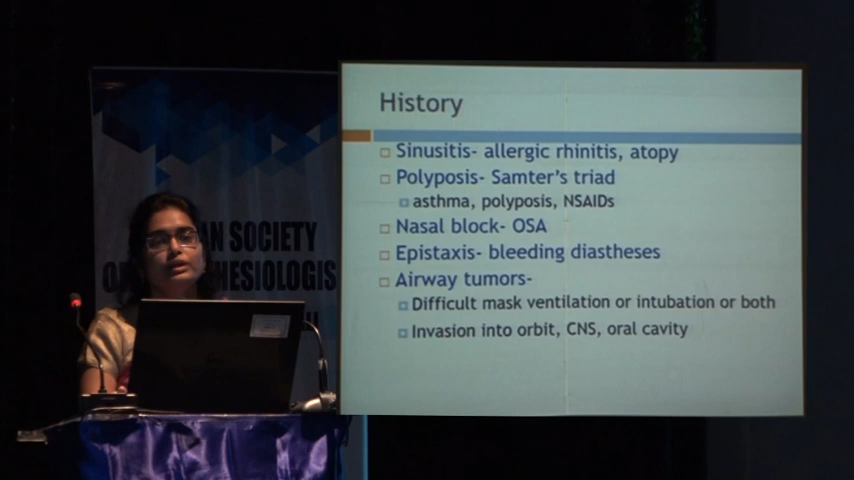 History
Sinusitis- allergic rhinitis, atopy
Polyposis- Samter's triad
asthma, polyposis, NSAIDs
Nasal block- OSA
Epistaxis- bleeding diastheses
Airway tumors-
Difficult mask ventilation or intubation or both
Invasion into orbit, CNS, oral cavity
SOCIETY